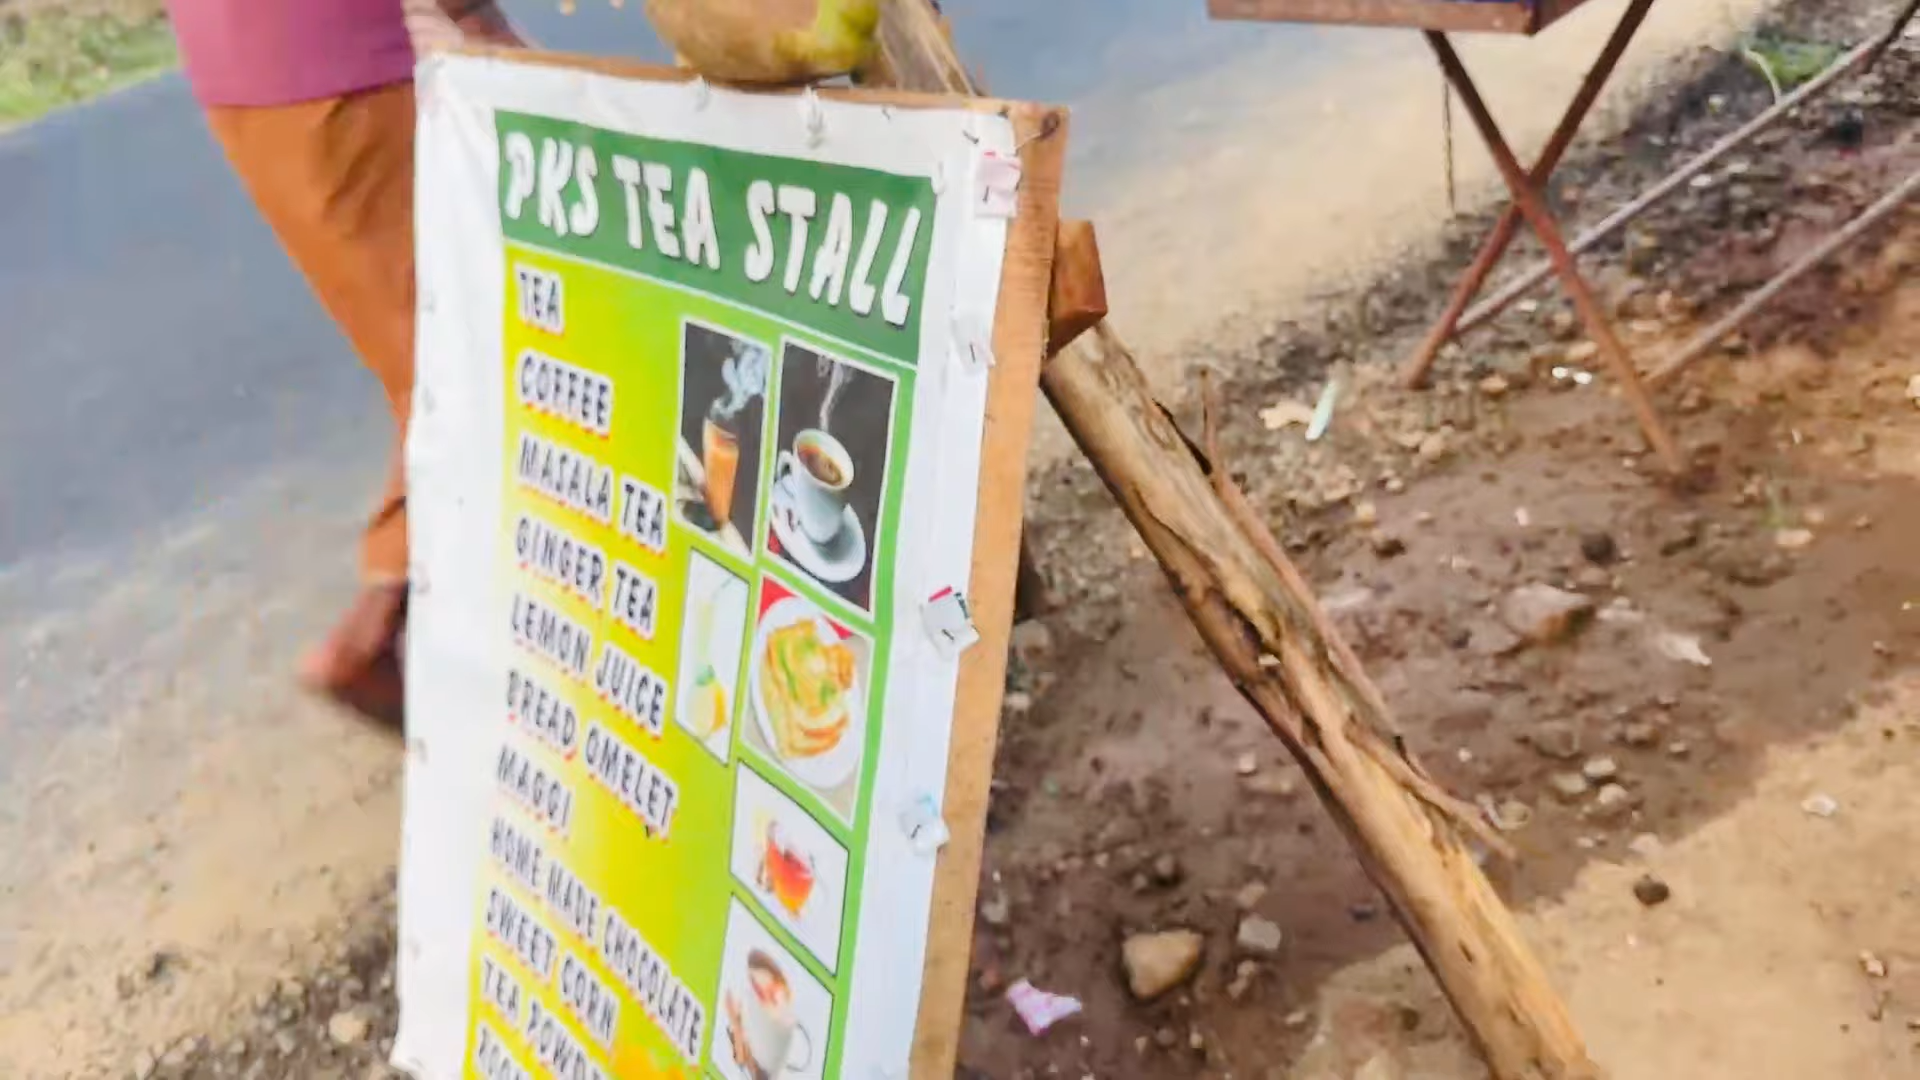 PKS TEA STALL
TEA
COFFEE
MASALA TEA
GINGER TEA
LEMON JUICE
BREAD OMELET
MAGGI
HOME MADE CHOCOLATE
SWEET CORN
TEA